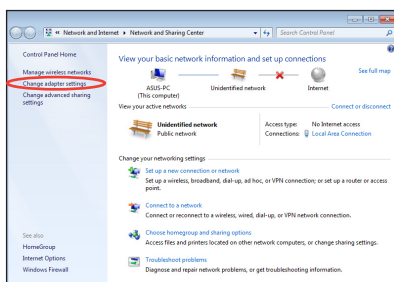 « Network and Internet ▸ Network and Sharing Center
Search Control Panel
Control Panel Home
Manage wireless networks
Change adapter settings
Change advanced sharing
settings
See also
HomeGroup
Internet Options
Windows Firewall
View your basic network information and set up connections
See full map
ASUS-PC
(This computer)
Unidentified network
Internet
View your active networks
Connect or disconnect
Unidentified network
Public network
Access type: No Internet access
Connections: Local Area Connection
Change your networking settings
Set up a new connection or network
Set up a wireless, broadband, dial-up, ad hoc, or VPN connection; or set up a router or access
point.
Connect to a network
Connect or reconnect to a wireless, wired, dial-up, or VPN network connection.
Choose homegroup and sharing options
Access files and printers located on other network computers, or change sharing settings.
Troubleshoot problems
Diagnose and repair network problems, or get troubleshooting information.